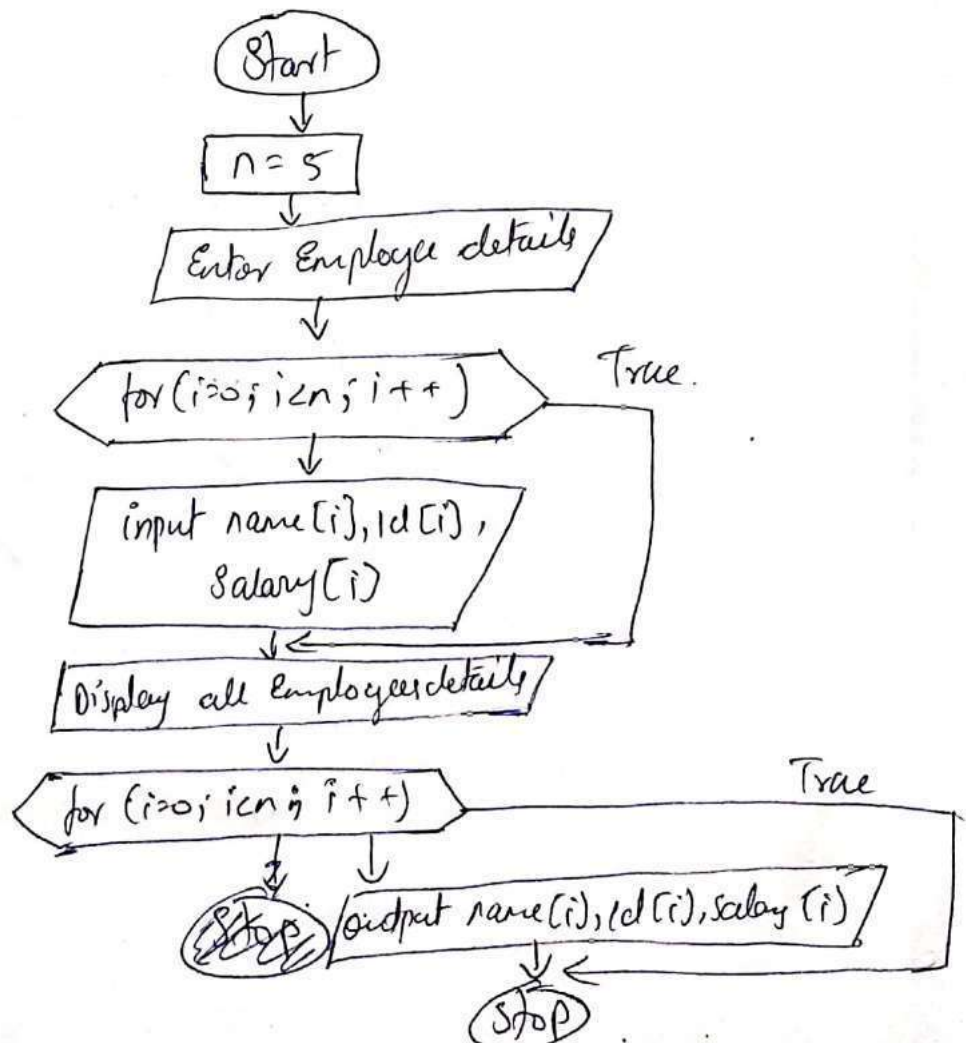 Start
n = 5
Enter Employee details
for (i=0; i<n; i++)
True.
input name[i], Id[i],
Salary[i]
Display all Employees details
for (i=0; i<n; i++)
True
Stop
output name(i), Id(i), Salary (i)
Stop